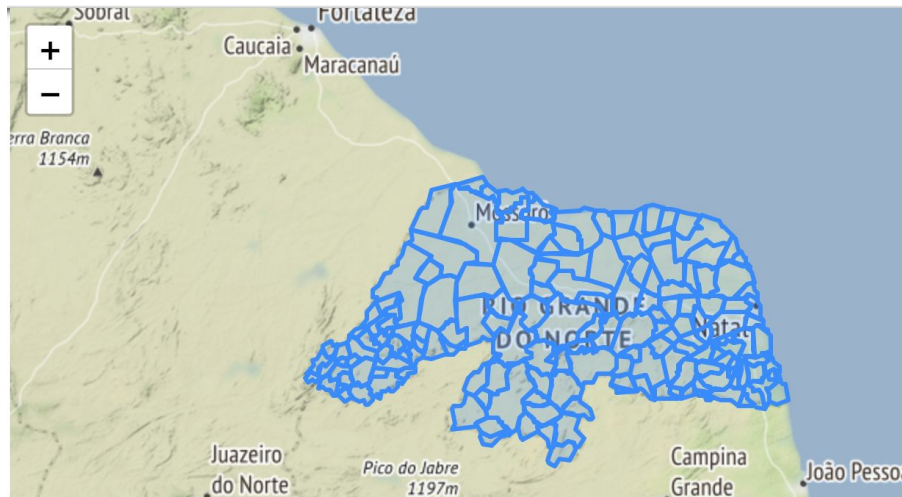 Sobral
Fortaleza
Caucaia
Maracanaú
+
−
erra Branca
1154m
Mossoró
RIO GRANDE
DO NORTE
Natal
Juazeiro
do Norte
Pico do Jabre
1197m
Campina
Grande
João Pesso